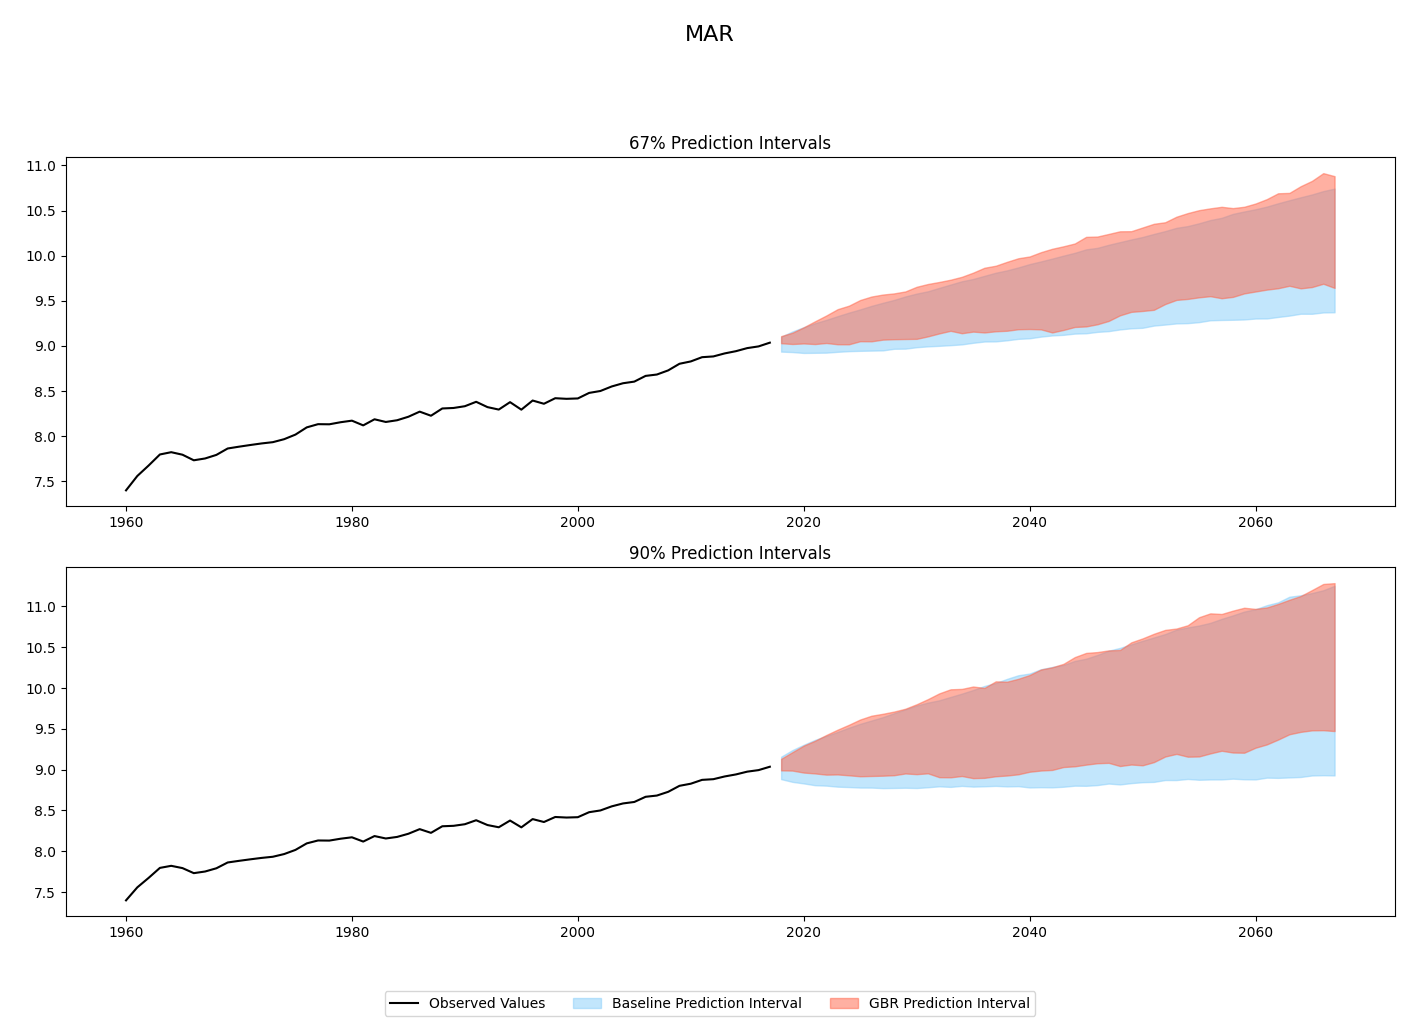 MAR
67% Prediction Intervals
11.0
10.5
10.0
9.5
9.0
8.5
8.0
7.5
1960 1980 2000 2020 2040 2060
90% Prediction Intervals
11.0
10.5
10.0
9.5
9.0
8.5
8.0
7.5
1960 1980 2000 2020 2040 2060
Observed Values Baseline Prediction Interval GBR Prediction Interval